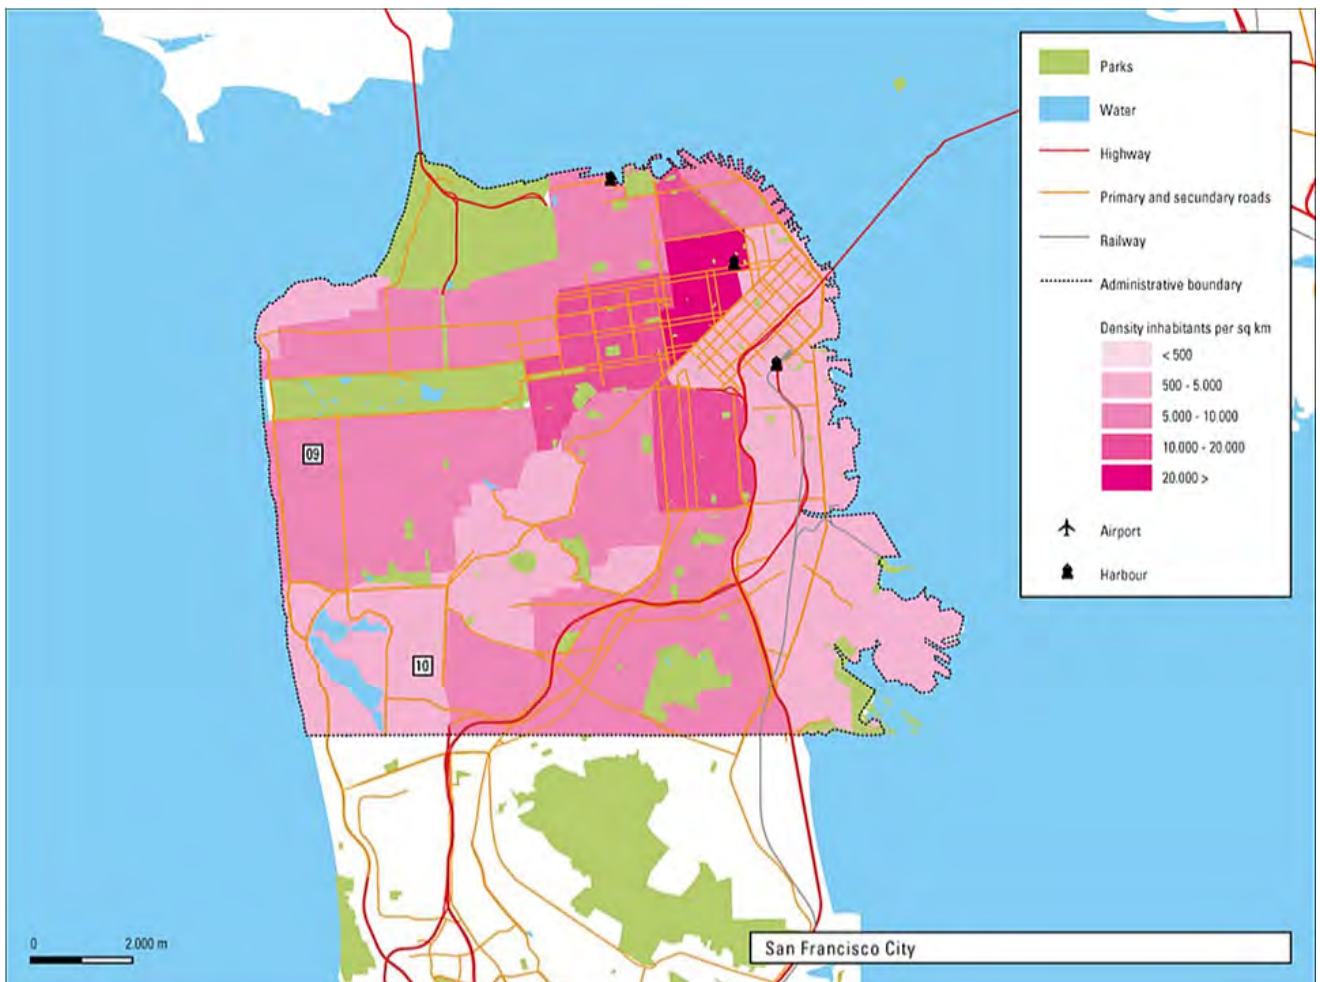 Parks
Water
Highway
Primary and secundary roads
Railway
Administrative boundary
Density inhabitants per sq km
< 500
500 - 5.000
5.000 - 10.000
10.000 - 20.000
20.000 >
Airport
Harbour
09
10
0
2.000 m
San Francisco City